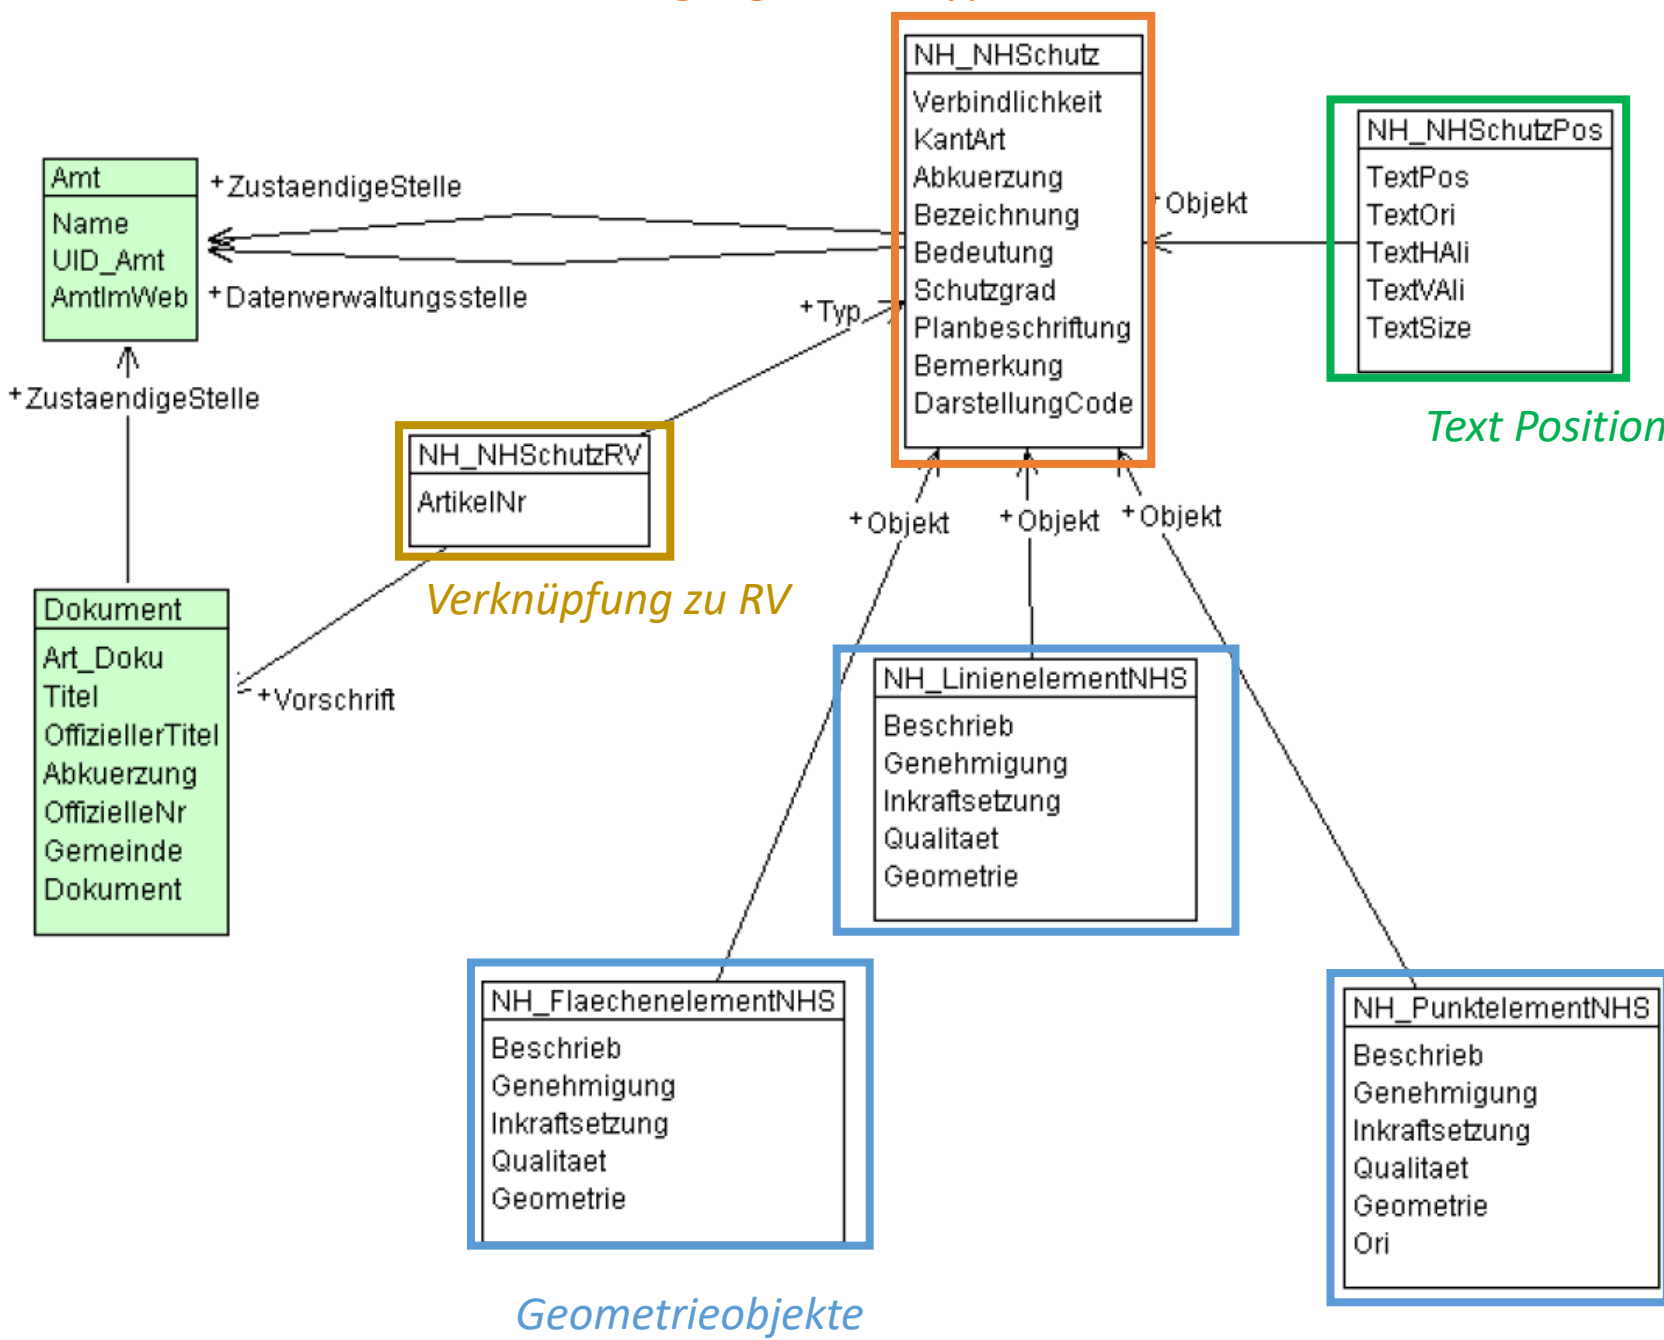 NH_NHSchutz
Verbindlichkeit
KantArt
Abkuerzung
Bezeichnung
Bedeutung
Schutzgrad
Planbeschriftung
Bemerkung
DarstellungCode
NH_NHSchutzPos
TextPos
TextOri
TextHAli
TextVAli
TextSize
Text Position
+Objekt
Amt
Name
UID_Amt
AmtImWeb
+ZustaendigeStelle
+Datenverwaltungsstelle
+Typ
+ZustaendigeStelle
NH_NHSchutzRV
ArtikelNr
Verknüpfung zu RV
+Objekt
+Objekt
+Objekt
Dokument
Art_Doku
Titel
OffiziellerTitel
Abkuerzung
OffizielleNr
Gemeinde
Dokument
+Vorschrift
NH_LinienelementNHS
Beschrieb
Genehmigung
Inkraftsetzung
Qualitaet
Geometrie
NH_FlaechenelementNHS
Beschrieb
Genehmigung
Inkraftsetzung
Qualitaet
Geometrie
NH_PunktelementNHS
Beschrieb
Genehmigung
Inkraftsetzung
Qualitaet
Geometrie
Ori
Geometrieobjekte